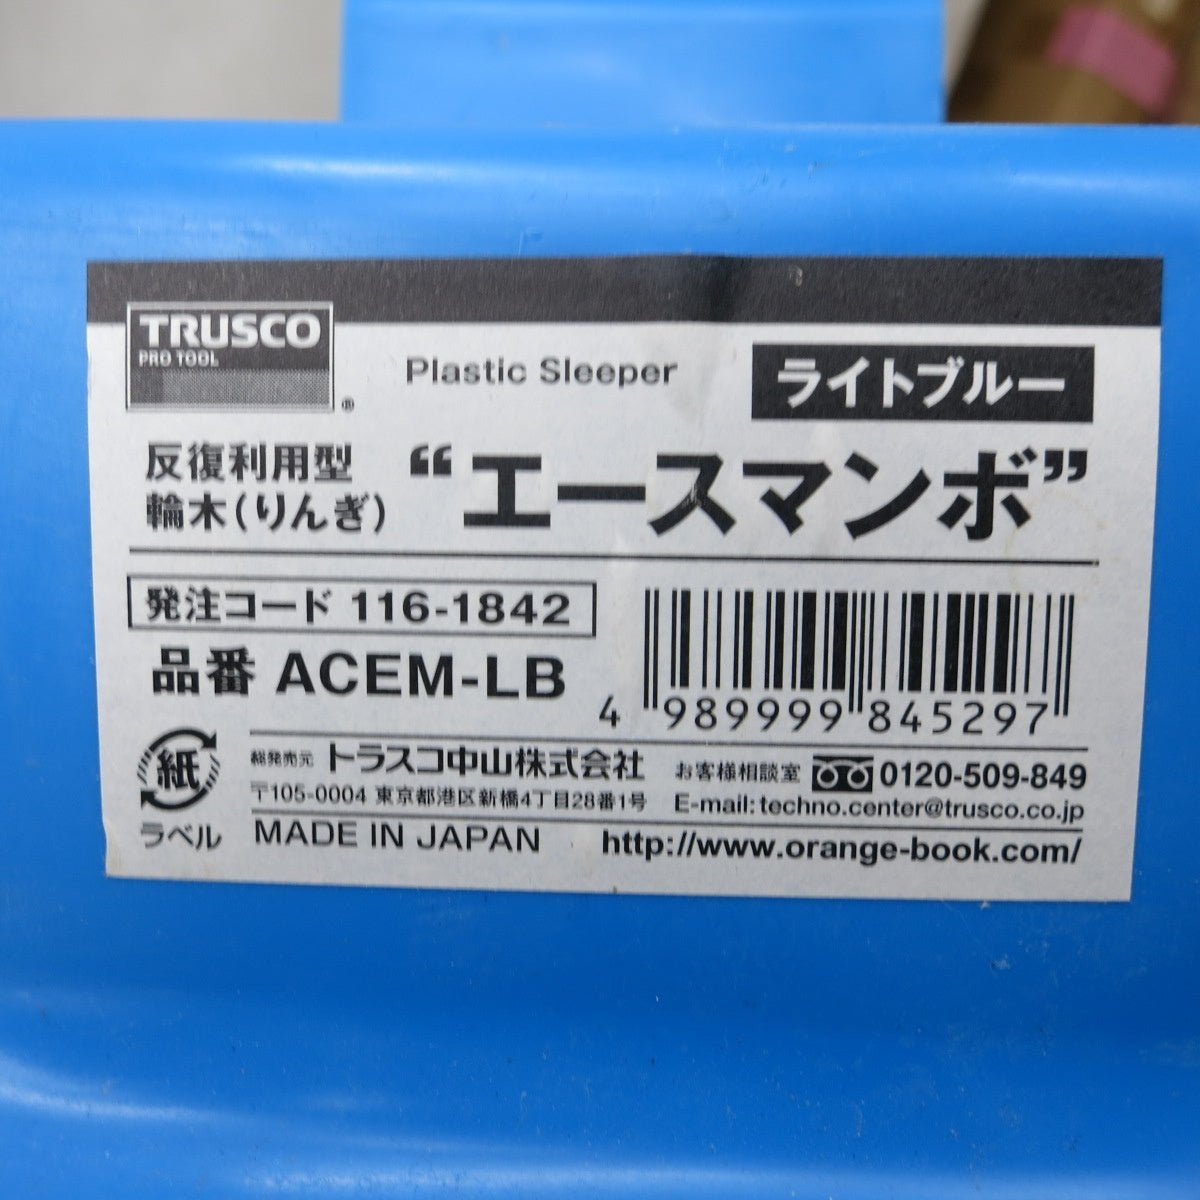 TRUSCO
PRO TOOL
®
Plastic Sleeper
ライトブルー
反復利用型
輪木(りんぎ)
“エースマンボ”
発注コード 116-1842
品番 ACEM-LB
4 989999 845297
紙
ラベル
総発売元 トラスコ中山株式会社
〒105-0004 東京都港区新橋4丁目28番1号
お客様相談室 0120-509-849
E-mail:techno.center@trusco.co.jp
MADE IN JAPAN
http://www.orange-book.com/